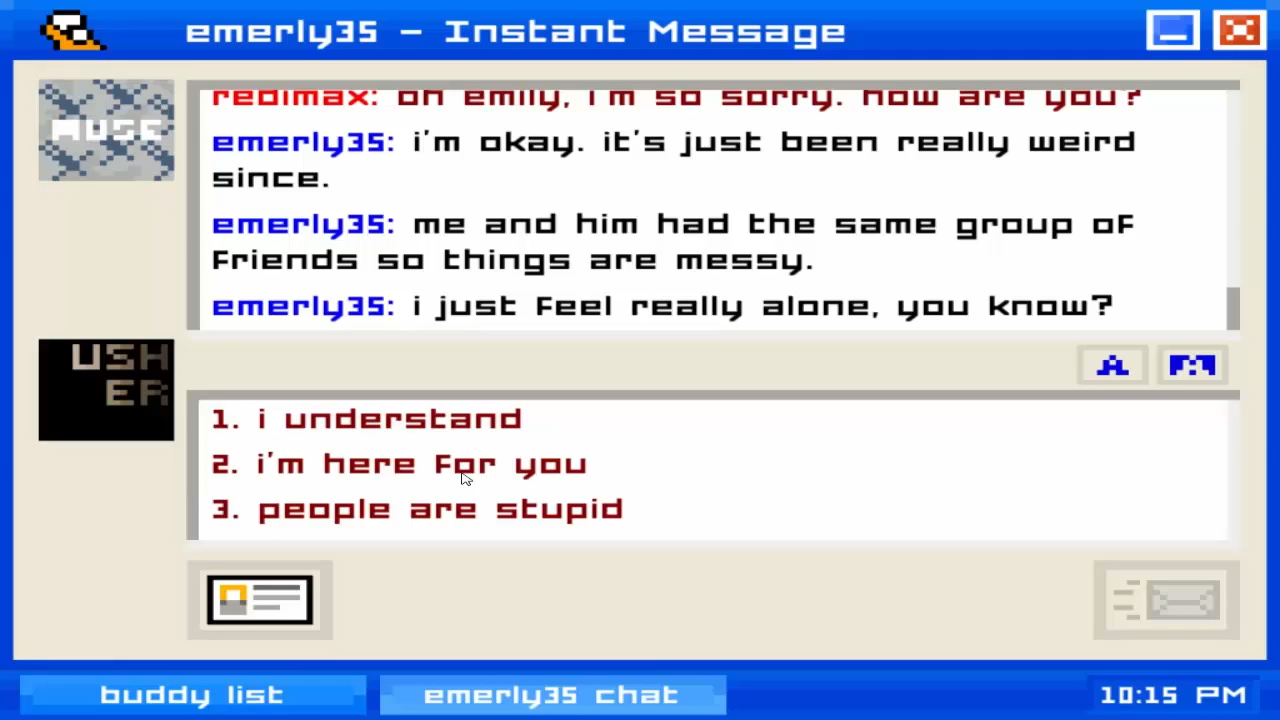 emerly35 - Instant Message
MUSE
redimax: oh emily, i'm so sorry. how are you?
emerly35: i'm okay. it's just been really weird
since.
emerly35: me and him had the same group of
friends so things are messy.
emerly35: i just feel really alone, you know?
USH
ER
A
1. i understand
2. i'm here for you
3. people are stupid
buddy list
emerly35 chat
10:15 PM